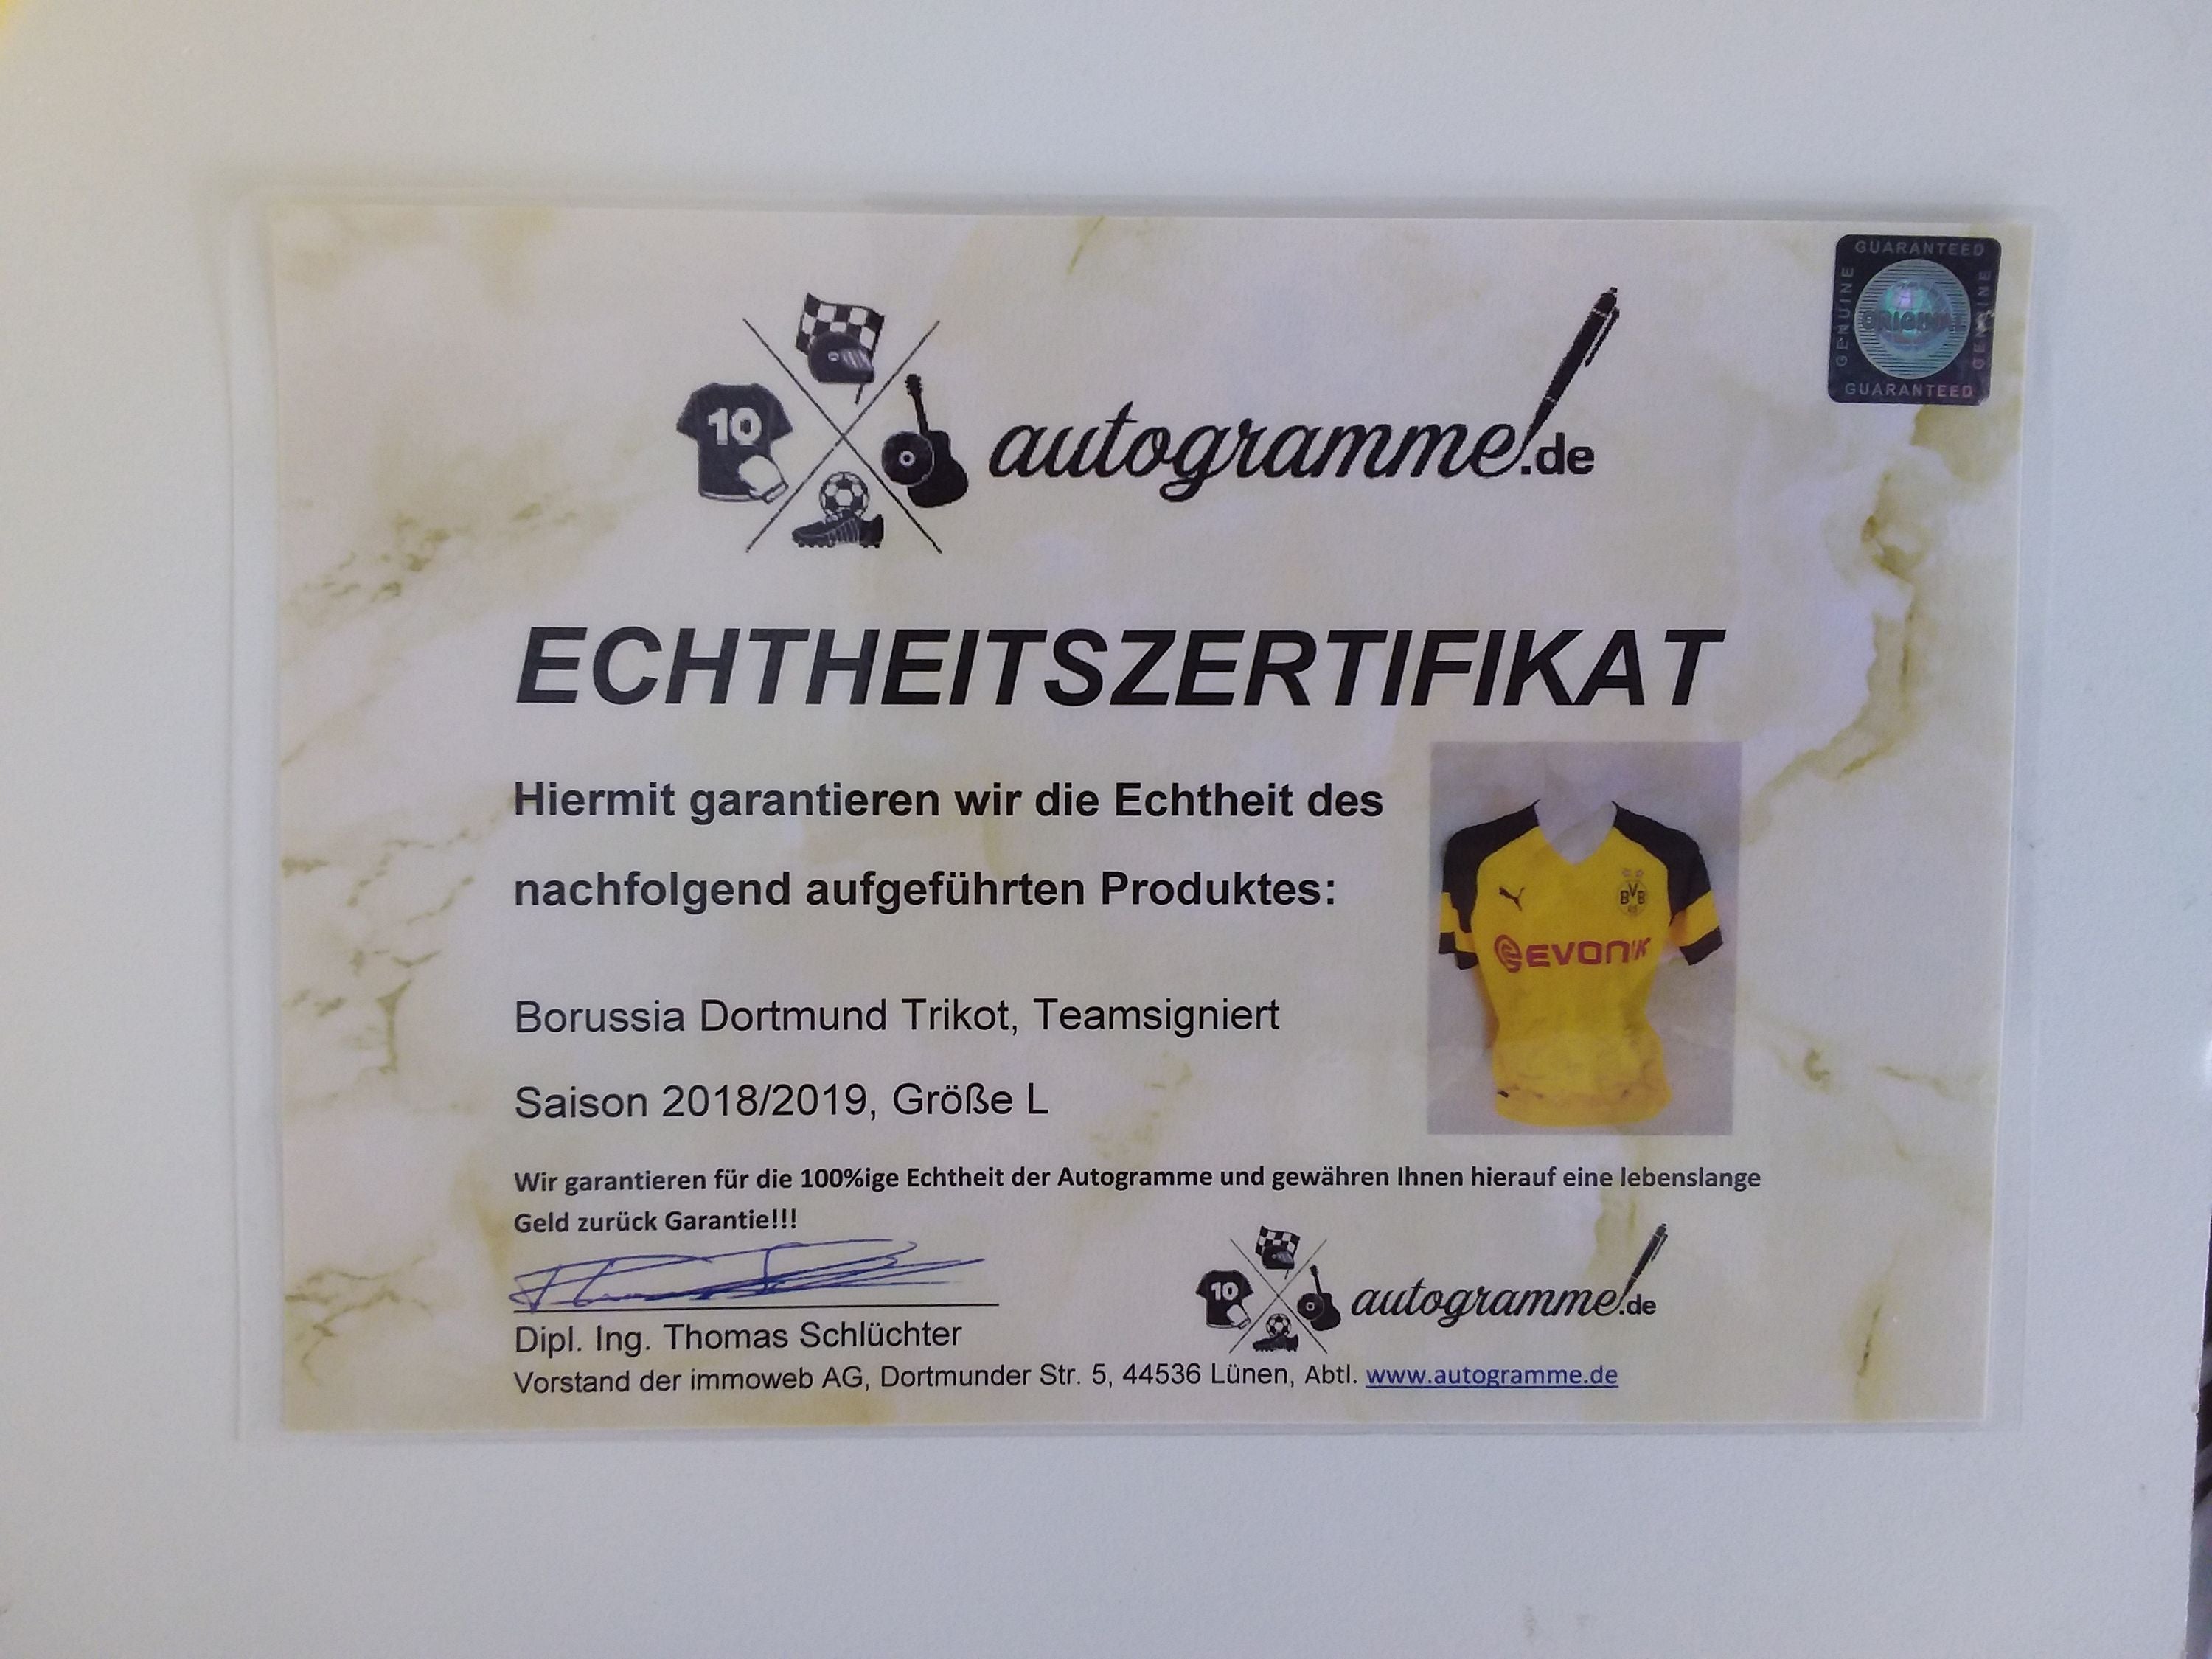 GUARANTEED
GENUINE
ORIGINAL
GENUINE
GUARANTEED
10
autogramme.de
ECHTHEITSZERTIFIKAT
Hiermit garantieren wir die Echtheit des
nachfolgend aufgeführten Produktes:
BVB
09
EVONIK
Borussia Dortmund Trikot, Teamsigniert
Saison 2018/2019, Größe L
Wir garantieren für die 100%ige Echtheit der Autogramme und gewähren Ihnen hierauf eine lebenslange
Geld zurück Garantie!!!
10
autogramme.de
Dipl. Ing. Thomas Schlüchter
Vorstand der immoweb AG, Dortmunder Str. 5, 44536 Lünen, Abtl. www.autogramme.de